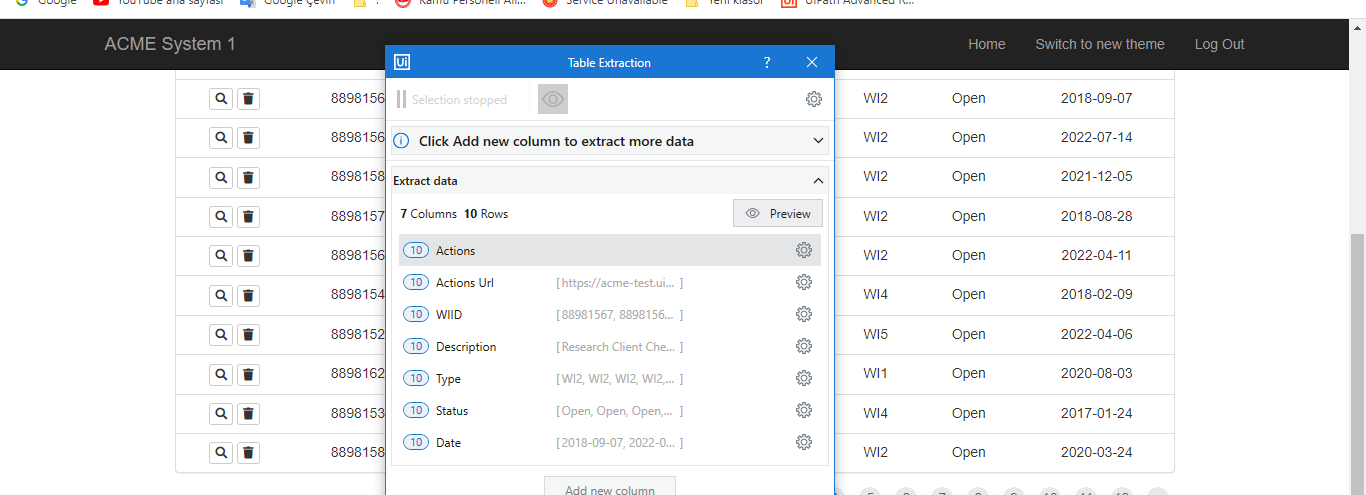 Google YouTube ana sayfası Google Çeviri Kamu Personeli Alı... Service Unavailable Yeni klasör UiPath Advanced R...
ACME System 1 Home Switch to new theme Log Out
Ui Table Extraction ?
Selection stopped
Click Add new column to extract more data
Extract data
7 Columns 10 Rows Preview
10 Actions
10 Actions Url [ https://acme-test.ui... ]
10 WIID [ 88981567, 8898156... ]
10 Description [ Research Client Che... ]
10 Type [ WI2, WI2, WI2, WI2,... ]
10 Status [ Open, Open, Open,... ]
10 Date [ 2018-09-07, 2022-0... ]
Add new column
8898156 WI2 Open 2018-09-07
8898156 WI2 Open 2022-07-14
8898158 WI2 Open 2021-12-05
8898157 WI2 Open 2018-08-28
8898156 WI2 Open 2022-04-11
8898154 WI4 Open 2018-02-09
8898152 WI5 Open 2022-04-06
8898162 WI1 Open 2020-08-03
8898153 WI4 Open 2017-01-24
8898158 WI2 Open 2020-03-24